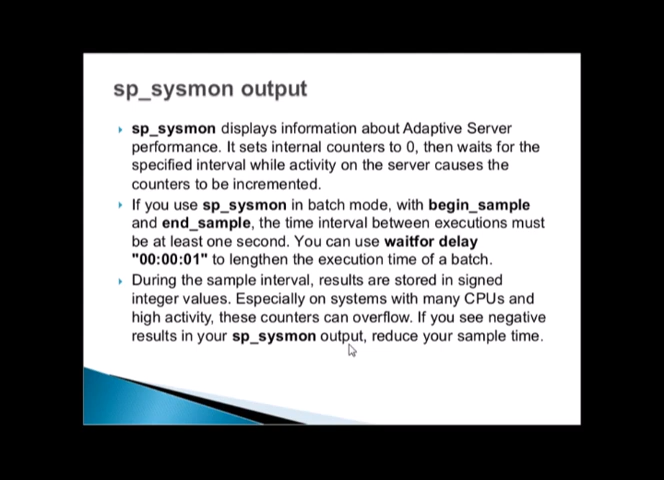 sp_sysmon output
sp_sysmon displays information about Adaptive Server
performance. It sets internal counters to 0, then waits for the
specified interval while activity on the server causes the
counters to be incremented.
If you use sp_sysmon in batch mode, with begin_sample
and end_sample, the time interval between executions must
be at least one second. You can use waitfor delay
"00:00:01" to lengthen the execution time of a batch.
During the sample interval, results are stored in signed
integer values. Especially on systems with many CPUs and
high activity, these counters can overflow. If you see negative
results in your sp_sysmon output, reduce your sample time.